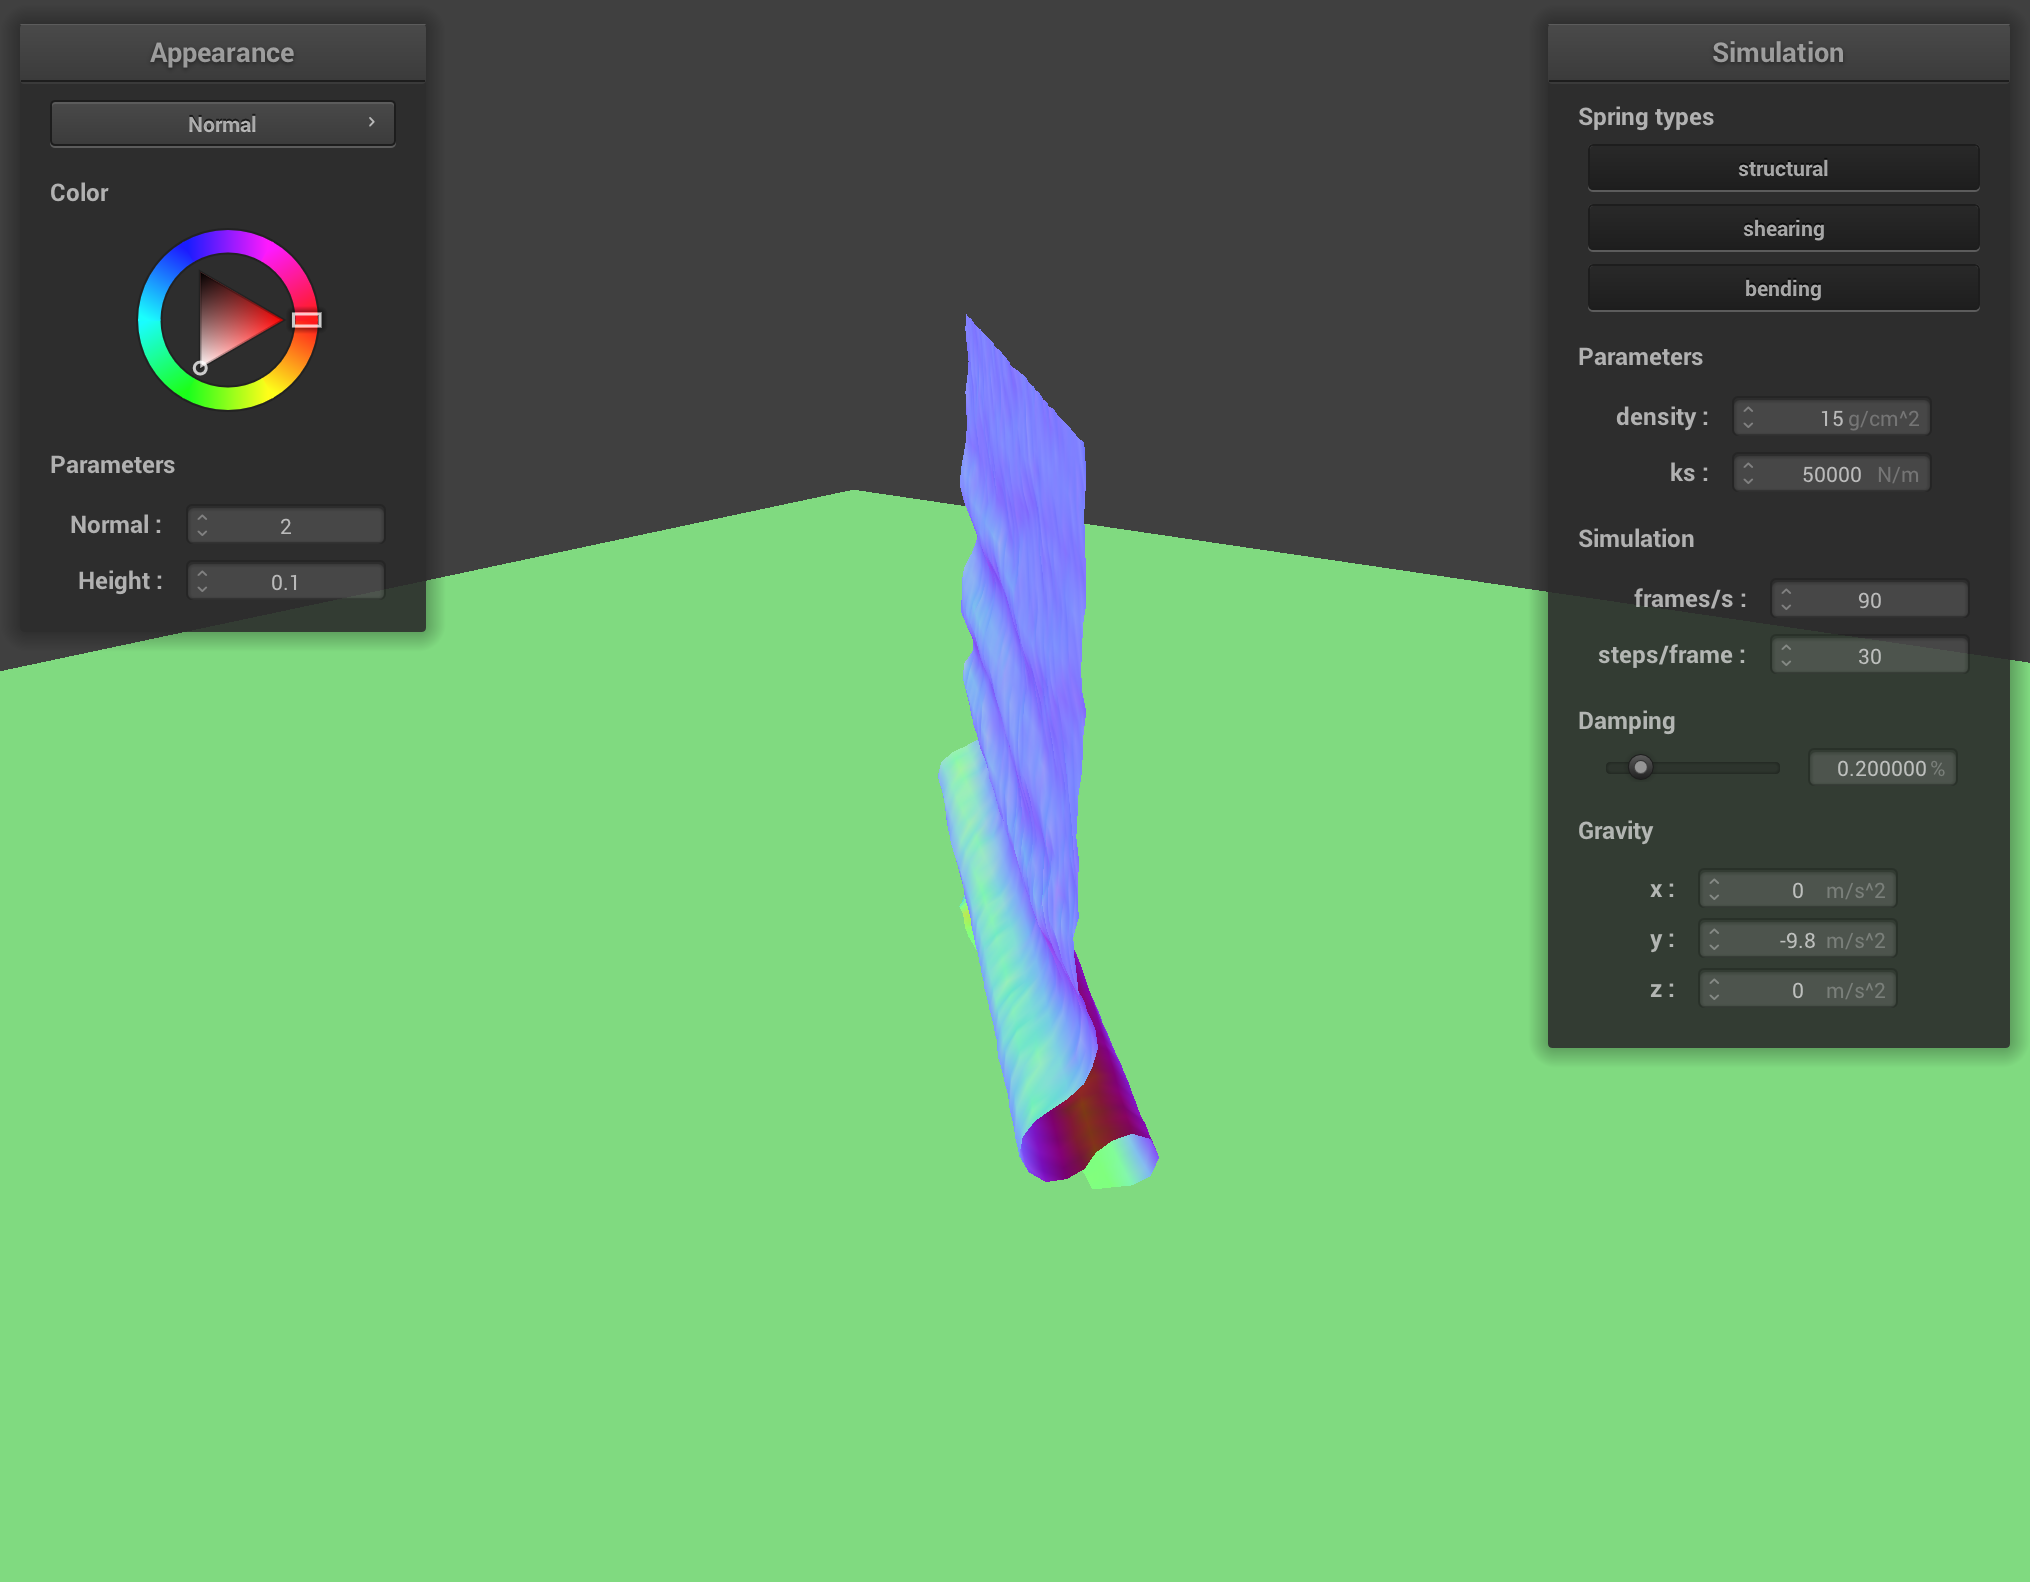 Appearance
Normal
Color
Parameters
Normal : 2
Height : 0.1
Simulation
Spring types
structural
shearing
bending
Parameters
density : 15 g/cm^2
ks : 50000 N/m
Simulation
frames/s : 90
steps/frame : 30
Damping
0.200000 %
Gravity
x : 0 m/s^2
y : -9.8 m/s^2
z : 0 m/s^2